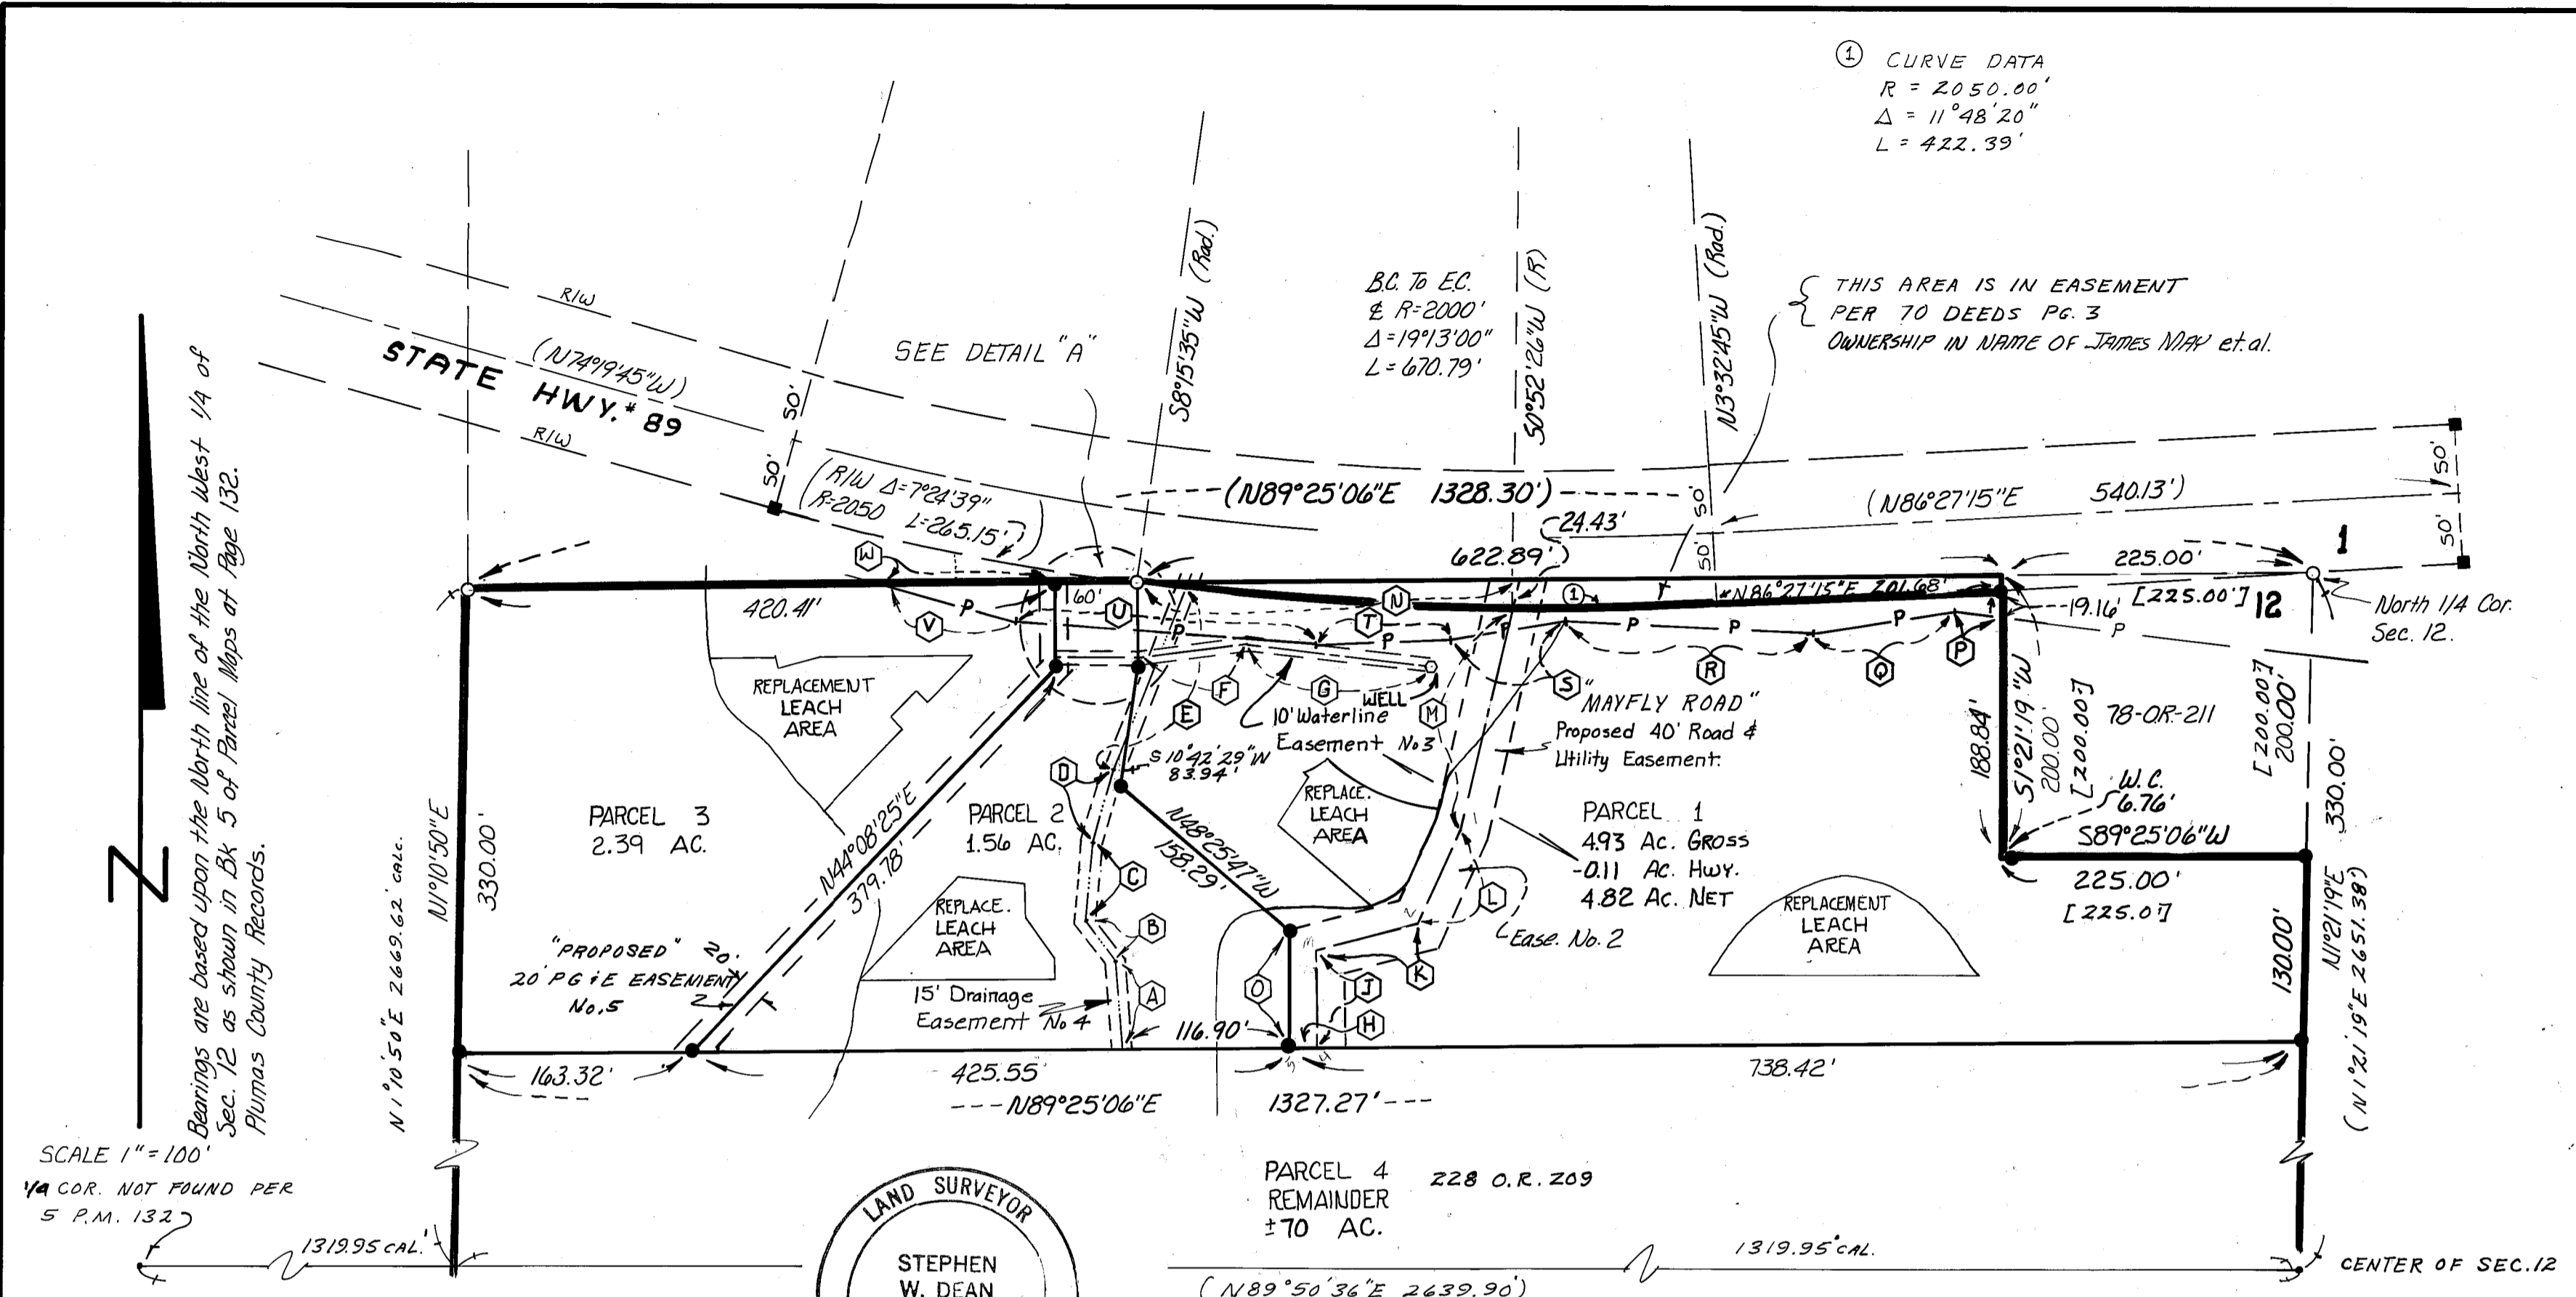 ① CURVE DATA
R = 2050.00'
Δ = 11°48'20"
L = 422.39'
Bearings are based upon the North line of the North West 1/4 of
Sec. 12 as shown in Bk 5 of Parcel Maps at Page 132.
Plumas County Records.
R/W
(N74°19'45"W)
STATE HWY. # 89
R/W
50'
50'
SEE DETAIL "A"
S8°15'35"W (Rad.)
B.C. To E.C.
℄ R=2000'
Δ=19°13'00"
L=670.79'
S0°52'26"W (R)
N3°32'45"W (Rad.)
THIS AREA IS IN EASEMENT
PER 70 DEEDS PG. 3
OWNERSHIP IN NAME OF JAMES MAY et.al.
(R/W Δ=7°24'39"
R=2050 L=265.15')
(N89°25'06"E 1328.30')
24.43'
622.89')
50'
50'
(N86°27'15"E 540.13')
50'
50'
1
225.00'
[225.00'] 12
North 1/4 Cor.
Sec. 12.
W
420.41'
V
P
60'
U
P
N
T
P
①
N86°27'15"E 201.68'
P
P
P
P
19.16'
P
P
R
Q
S
F
G
WELL
M
E
10' Waterline
Easement No 3
"MAYFLY ROAD"
Proposed 40' Road &
Utility Easement.
REPLACEMENT
LEACH
AREA
D
S 10°42'29"W
83.94'
188.84'
S1°21'19"W
200.00'
[200.00']
78-OR-211
[200.00']
200.00'
330.00'
W.C.
6.76'
S89°25'06"W
225.00'
[225.0']
N1°10'50"E
330.00'
N1°10'50"E 2669.62' CALC.
PARCEL 3
2.39 AC.
N44°08'25"E
379.78'
PARCEL 2
1.56 AC.
C
B
A
N48°25'47"W
158.29'
REPLACE.
LEACH
AREA
PARCEL 1
4.93 AC. GROSS
-0.11 AC. HWY.
4.82 AC. NET
L
Ease. No. 2
K
J
H
O
REPLACE.
LEACH
AREA
REPLACEMENT
LEACH
AREA
"PROPOSED" 20'
20' PG & E EASEMENT
No. 5
15' Drainage
Easement No 4
116.90'
130.00'
N1°21'19"E
(N1°21'19"E 2651.38')
163.32'
425.55'
738.42'
N89°25'06"E 1327.27'
SCALE 1"=100'
1/4 COR. NOT FOUND PER
5 P.M. 132
1319.95 CAL.'
LAND SURVEYOR
STEPHEN
W. DEAN
PARCEL 4 228 O.R. 209
REMAINDER
±70 AC.
1319.95' CAL.
CENTER OF SEC.12
(N89°50'36"E 2639.90')